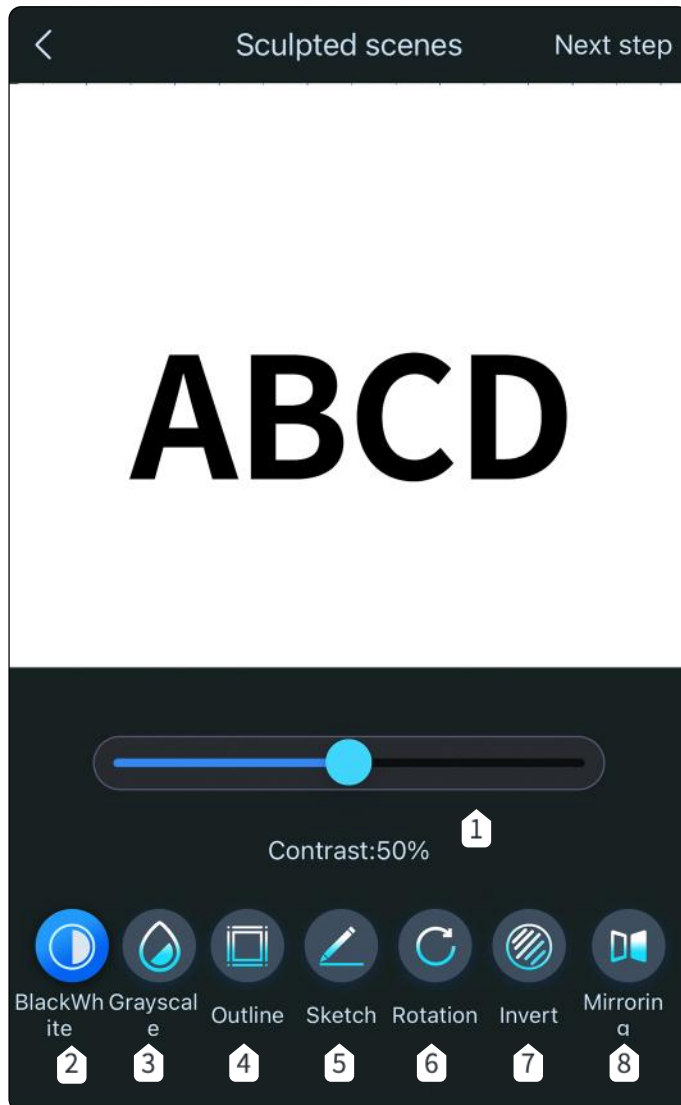 Sculpted scenes Next step
ABCD
1
Contrast:50%
BlackWh Grayscal Outline Sketch Rotation Invert Mirrorin
ite e g
2 3 4 5 6 7 8